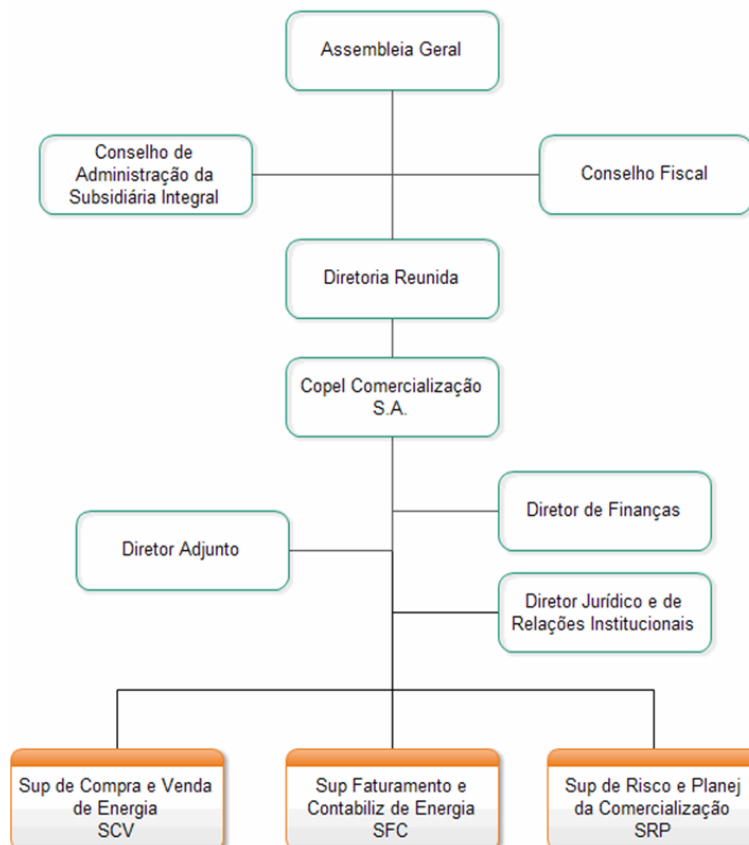 Assembleia Geral
Conselho de
Administração da
Subsidiária Integral
Conselho Fiscal
Diretoria Reunida
Copel Comercialização
S.A.
Diretor de Finanças
Diretor Adjunto
Diretor Jurídico e de
Relações Institucionais
Sup de Compra e Venda
de Energia
SCV
Sup Faturamento e
Contabiliz de Energia
SFC
Sup de Risco e Planej
da Comercialização
SRP